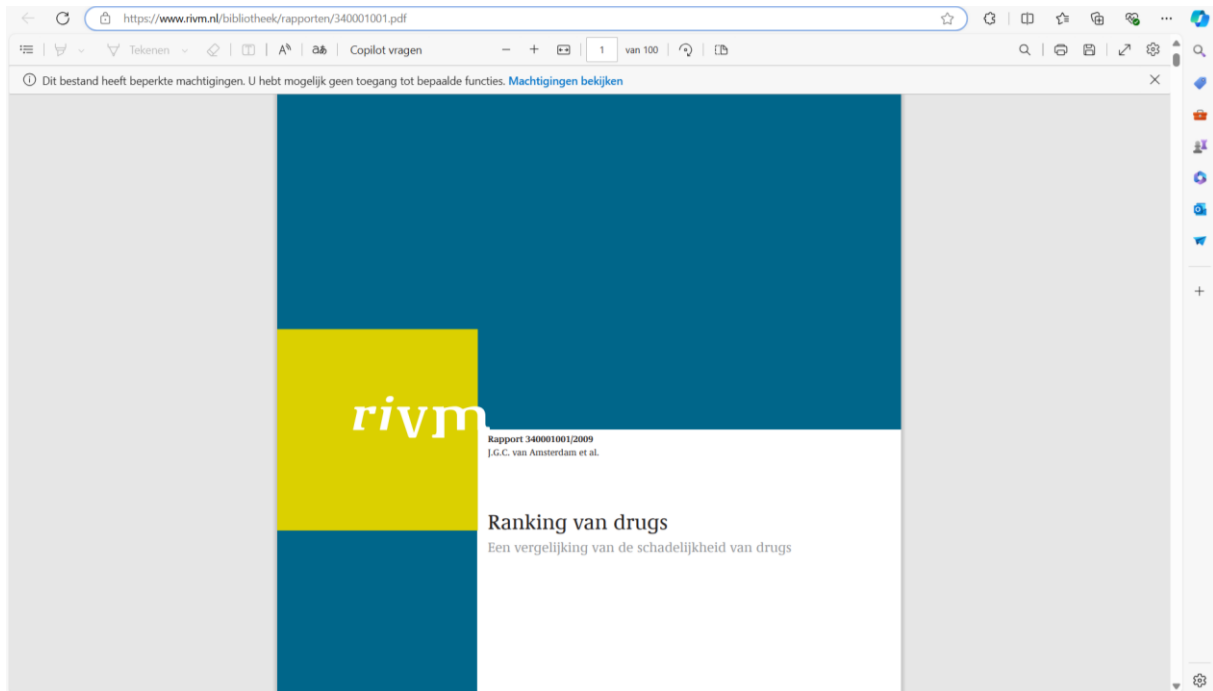 https://www.rivm.nl/bibliotheek/rapporten/340001001.pdf
Tekenen
Copilot vragen
1 van 100
Dit bestand heeft beperkte machtigingen. U hebt mogelijk geen toegang tot bepaalde functies. Machtigingen bekijken
rivm
Rapport 340001001/2009
J.G.C. van Amsterdam et al.
Ranking van drugs
Een vergelijking van de schadelijkheid van drugs